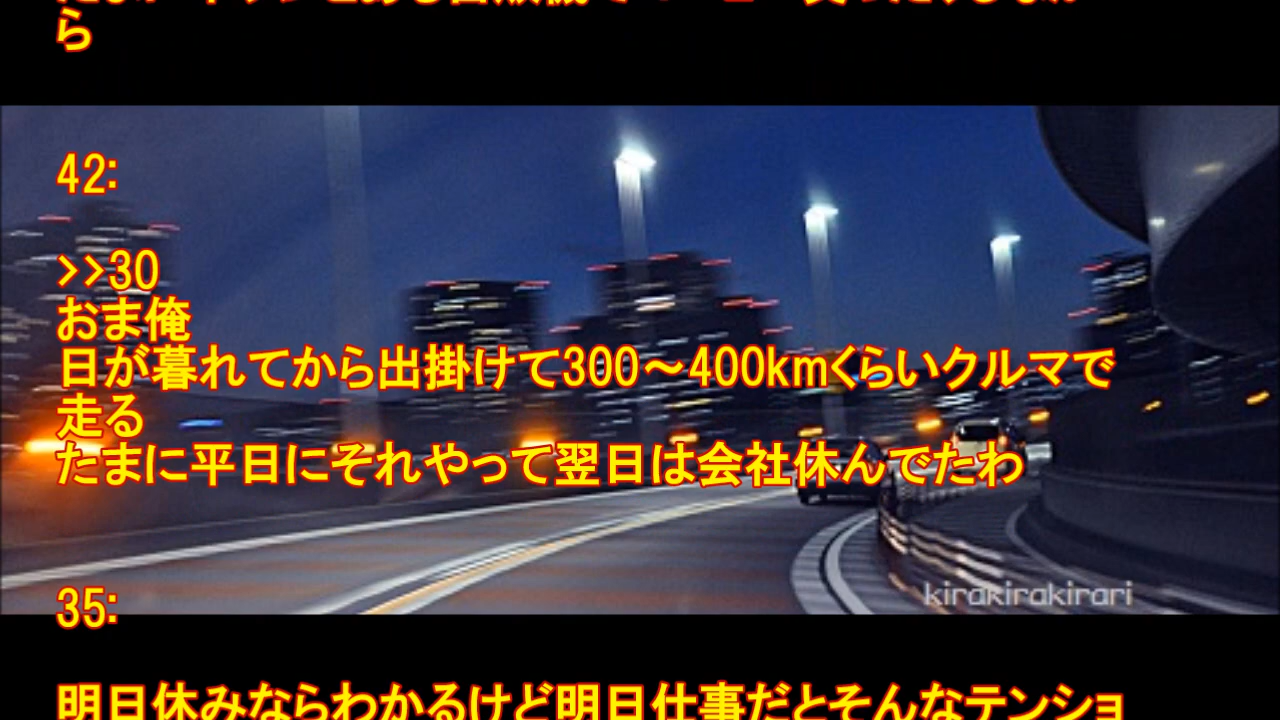 ら
42:
>>30
おま俺
日が暮れてから出掛けて300～400kmくらいクルマで
走る
たまに平日にそれやって翌日は会社休んでたわ
35:
明日休みならわかるけど明日仕事だとそんなテンショ
kirakirakirari